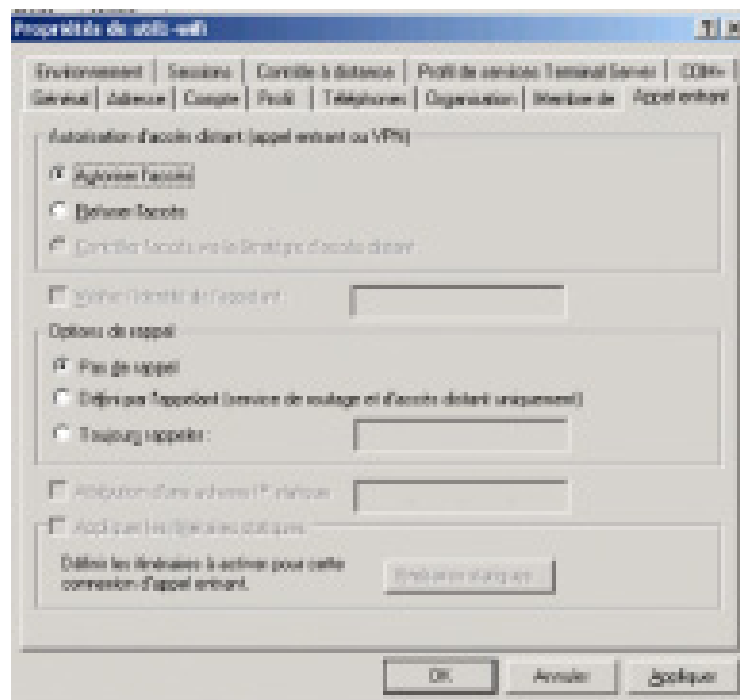 Propriétés de utili-wifi
Environnement | Sessions | Contrôle à distance | Profil de services Terminal Server | COM+
Général | Adresse | Compte | Profil | Téléphones | Organisation | Membre de | Appel entrant
Autorisation d'accès distant (appel entrant ou VPN)
Autoriser l'accès
Refuser l'accès
Contrôler l'accès via la Stratégie d'accès distant
Vérifier l'identité de l'appelant :
Options de rappel
Pas de rappel
Défini par l'appelant (service de routage et d'accès distant uniquement)
Toujours rappeler :
Attribution d'une adresse IP statique
Appliquer les itinéraires statiques
Définir les itinéraires à activer pour cette
connexion d'appel entrant.
Itinéraires statiques
OK
Annuler
Appliquer